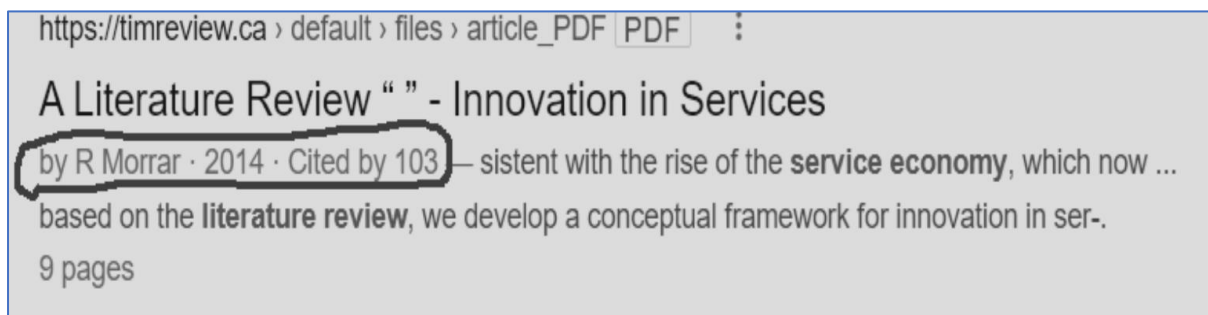 https://timreview.ca › default › files › article_PDF PDF ⋮
A Literature Review “ ” - Innovation in Services
by R Morrar · 2014 · Cited by 103 — sistent with the rise of the service economy, which now ...
based on the literature review, we develop a conceptual framework for innovation in ser-.
9 pages